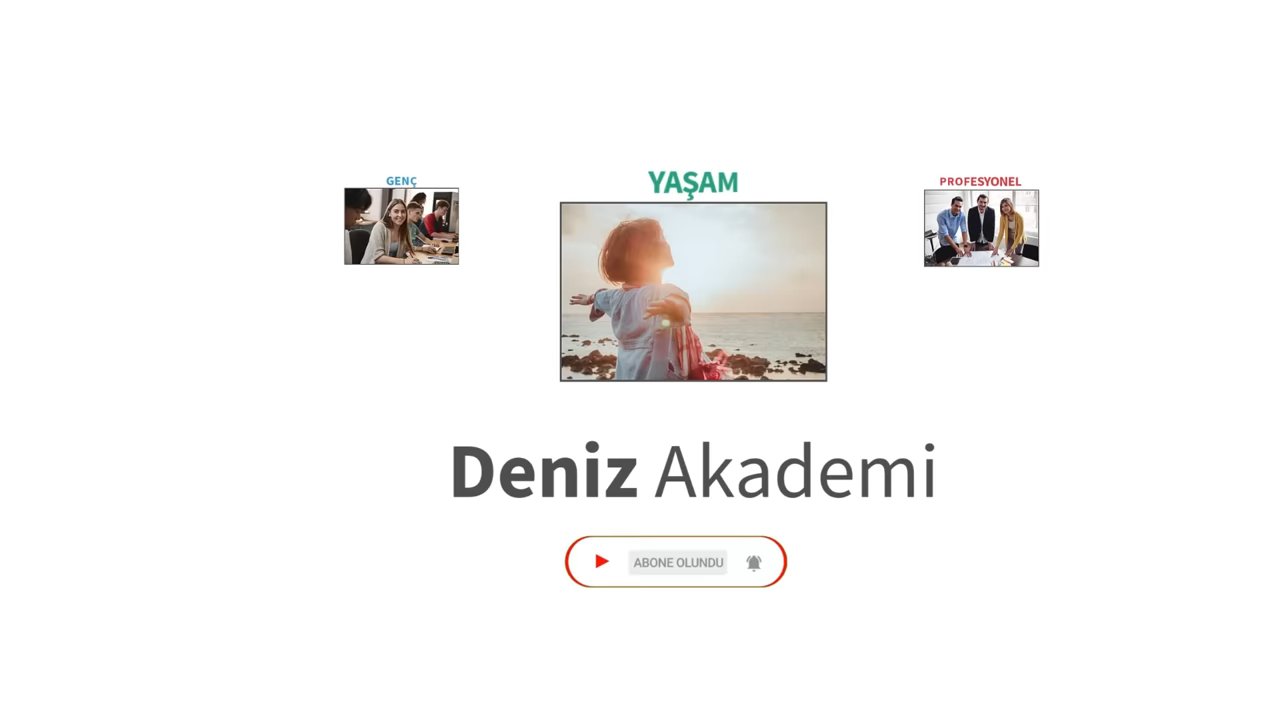 GENÇ
YAŞAM
PROFESYONEL
Deniz Akademi
ABONE OLUNDU